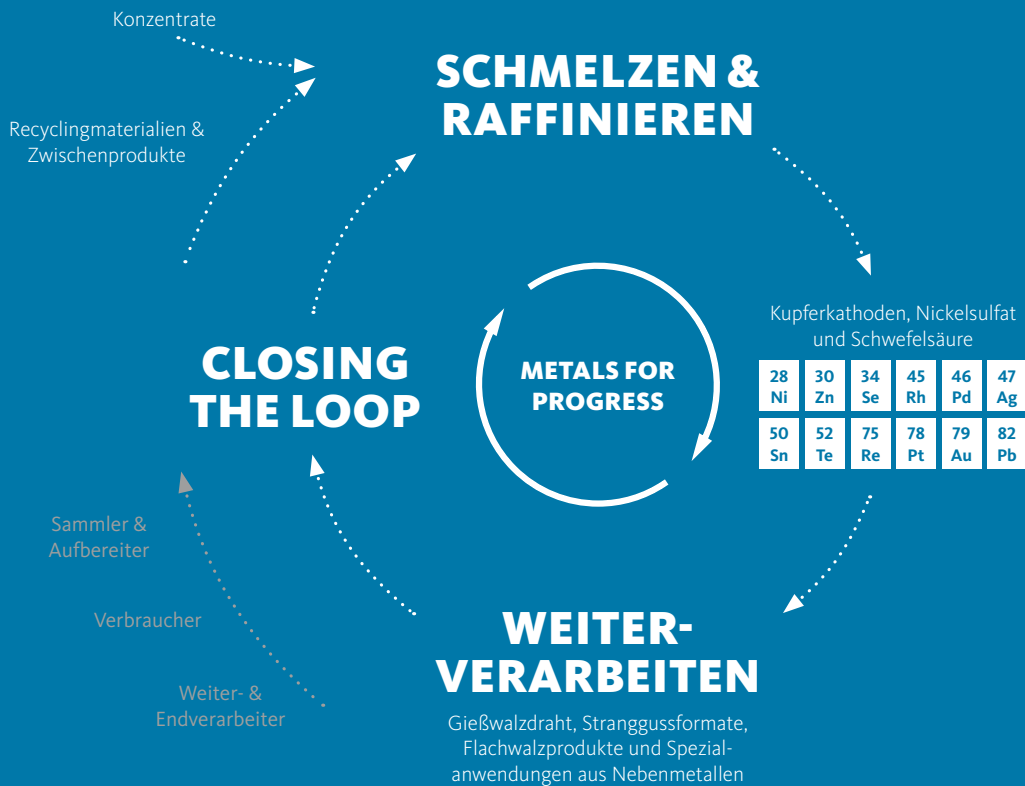 Konzentrate
SCHMELZEN &
RAFFINIEREN
Recyclingmaterialien &
Zwischenprodukte
Kupferkathoden, Nickelsulfat
und Schwefelsäure
28 30 34 45 46 47
Ni Zn Se Rh Pd Ag
50 52 75 78 79 82
Sn Te Re Pt Au Pb
CLOSING
THE LOOP
METALS FOR
PROGRESS
Sammler &
Aufbereiter
Verbraucher
Weiter- &
Endverarbeiter
WEITER-
VERARBEITEN
Gießwalzdraht, Stranggussformate,
Flachwalzprodukte und Spezial-
anwendungen aus Nebenmetallen